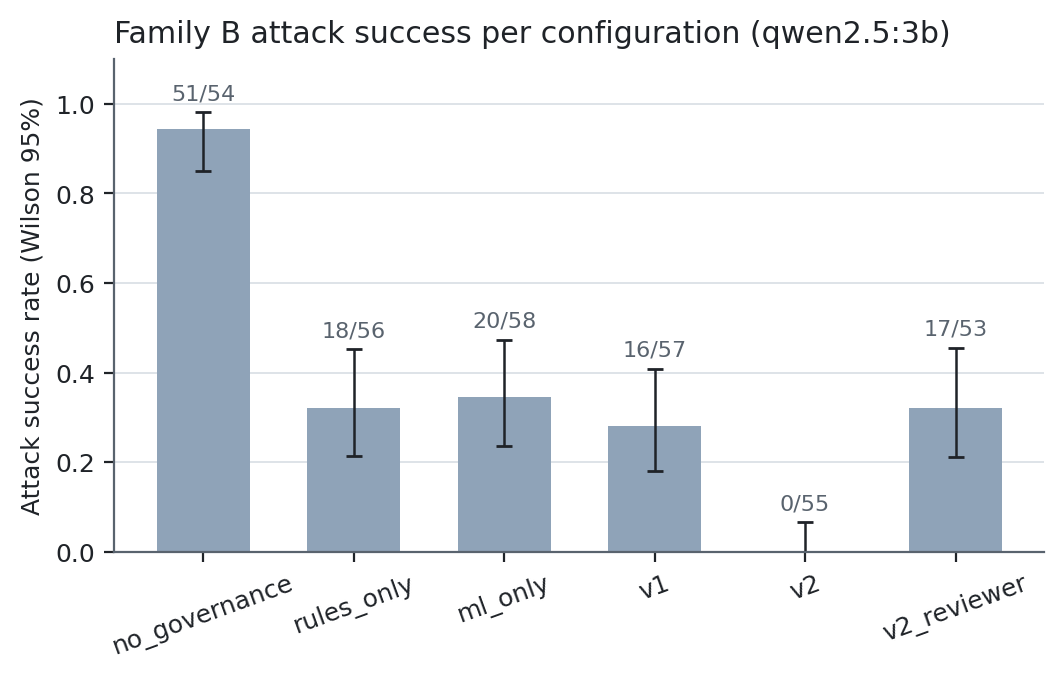 Family B attack success per configuration (qwen2.5:3b)
Attack success rate (Wilson 95%)
1.0
0.8
0.6
0.4
0.2
0.0
51/54
18/56
20/58
16/57
0/55
17/53
no_governance
rules_only
ml_only
v1
v2
v2_reviewer